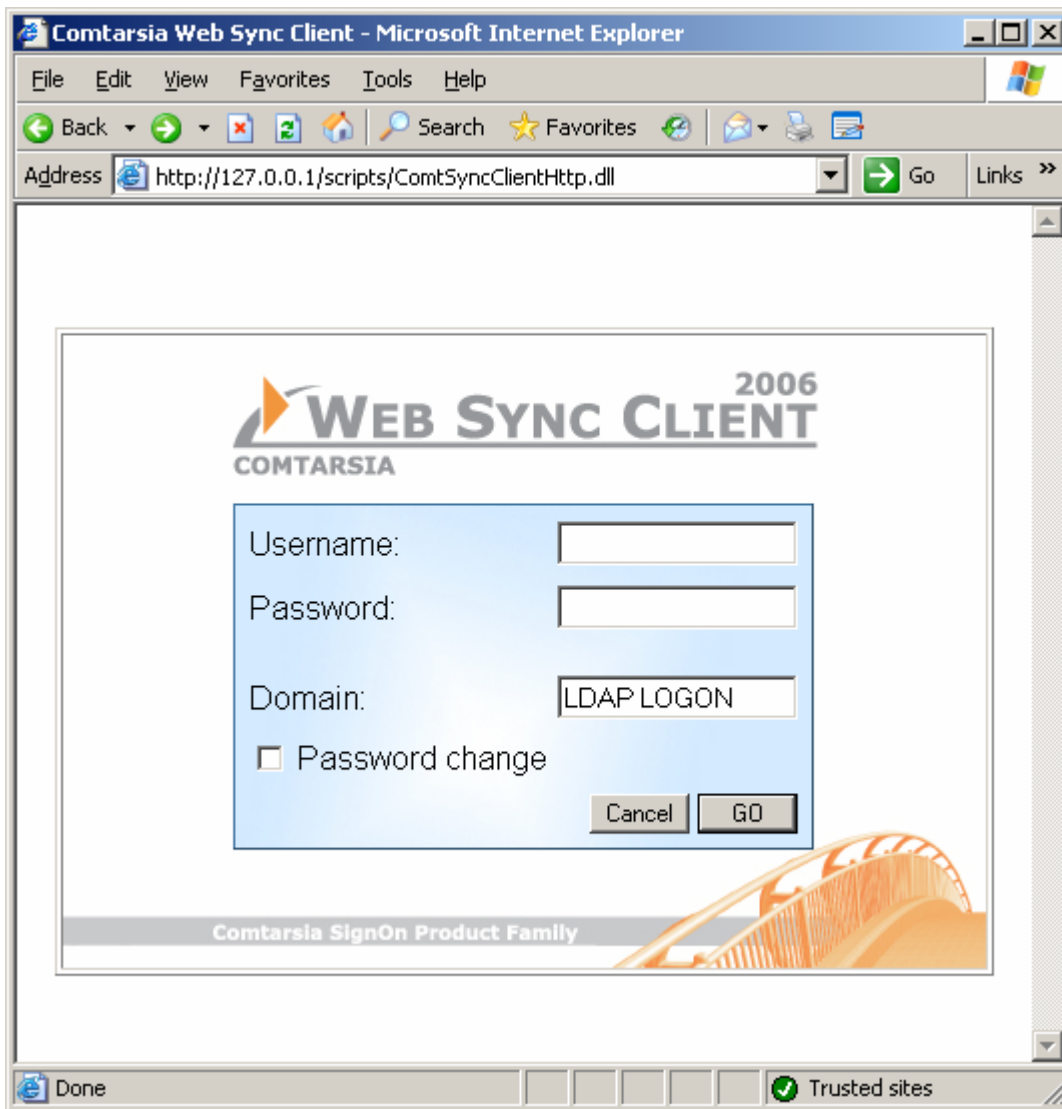 Comtarsia Web Sync Client - Microsoft Internet Explorer
File Edit View Favorites Tools Help
Back Search Favorites
Address http://127.0.0.1/scripts/ComtSyncClientHttp.dll Go Links »
2006
WEB SYNC CLIENT
COMTARSIA
Username:
Password:
Domain: LDAP LOGON
Password change
Cancel GO
Comtarsia SignOn Product Family
Done Trusted sites